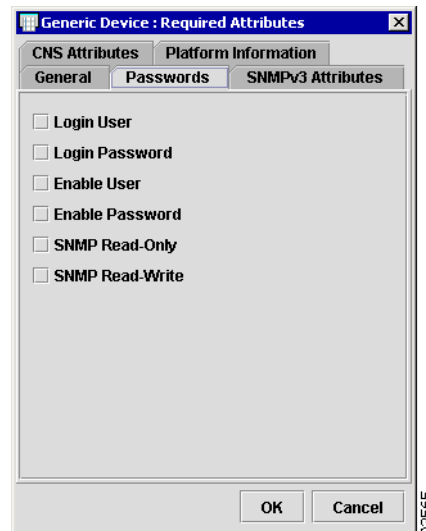 Generic Device : Required Attributes
CNS Attributes Platform Information
General Passwords SNMPv3 Attributes
Login User
Login Password
Enable User
Enable Password
SNMP Read-Only
SNMP Read-Write
OK Cancel